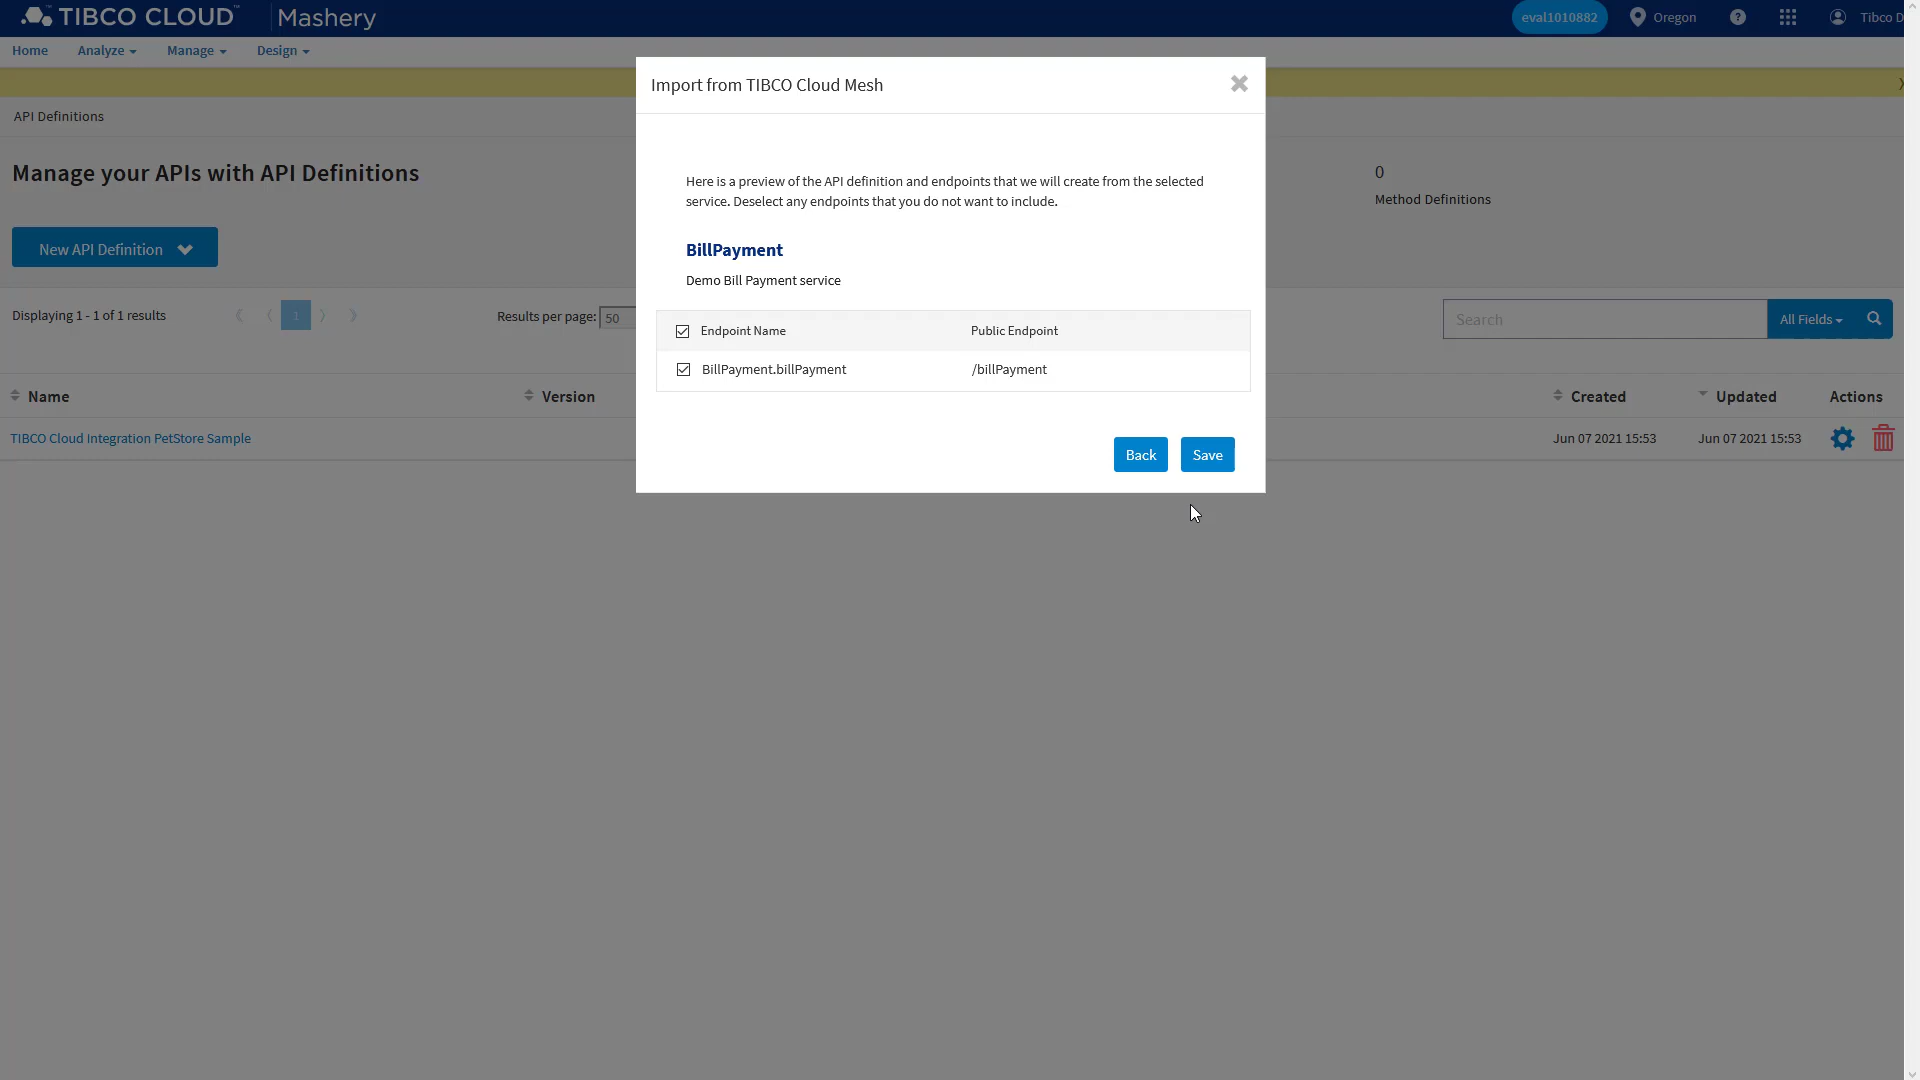 TIBCO CLOUD™ Mashery
eval1010882
Oregon
Tibco D
Home
Analyze
Manage
Design
Import from TIBCO Cloud Mesh
API Definitions
Manage your APIs with API Definitions
0
Method Definitions
New API Definition
Here is a preview of the API definition and endpoints that we will create from the selected
service. Deselect any endpoints that you do not want to include.
BillPayment
Demo Bill Payment service
Displaying 1 - 1 of 1 results
1
Results per page: 50
Search
All Fields
Endpoint Name
Public Endpoint
BillPayment.billPayment
/billPayment
Back
Save
Name
Version
Created
Updated
Actions
TIBCO Cloud Integration PetStore Sample
Jun 07 2021 15:53
Jun 07 2021 15:53